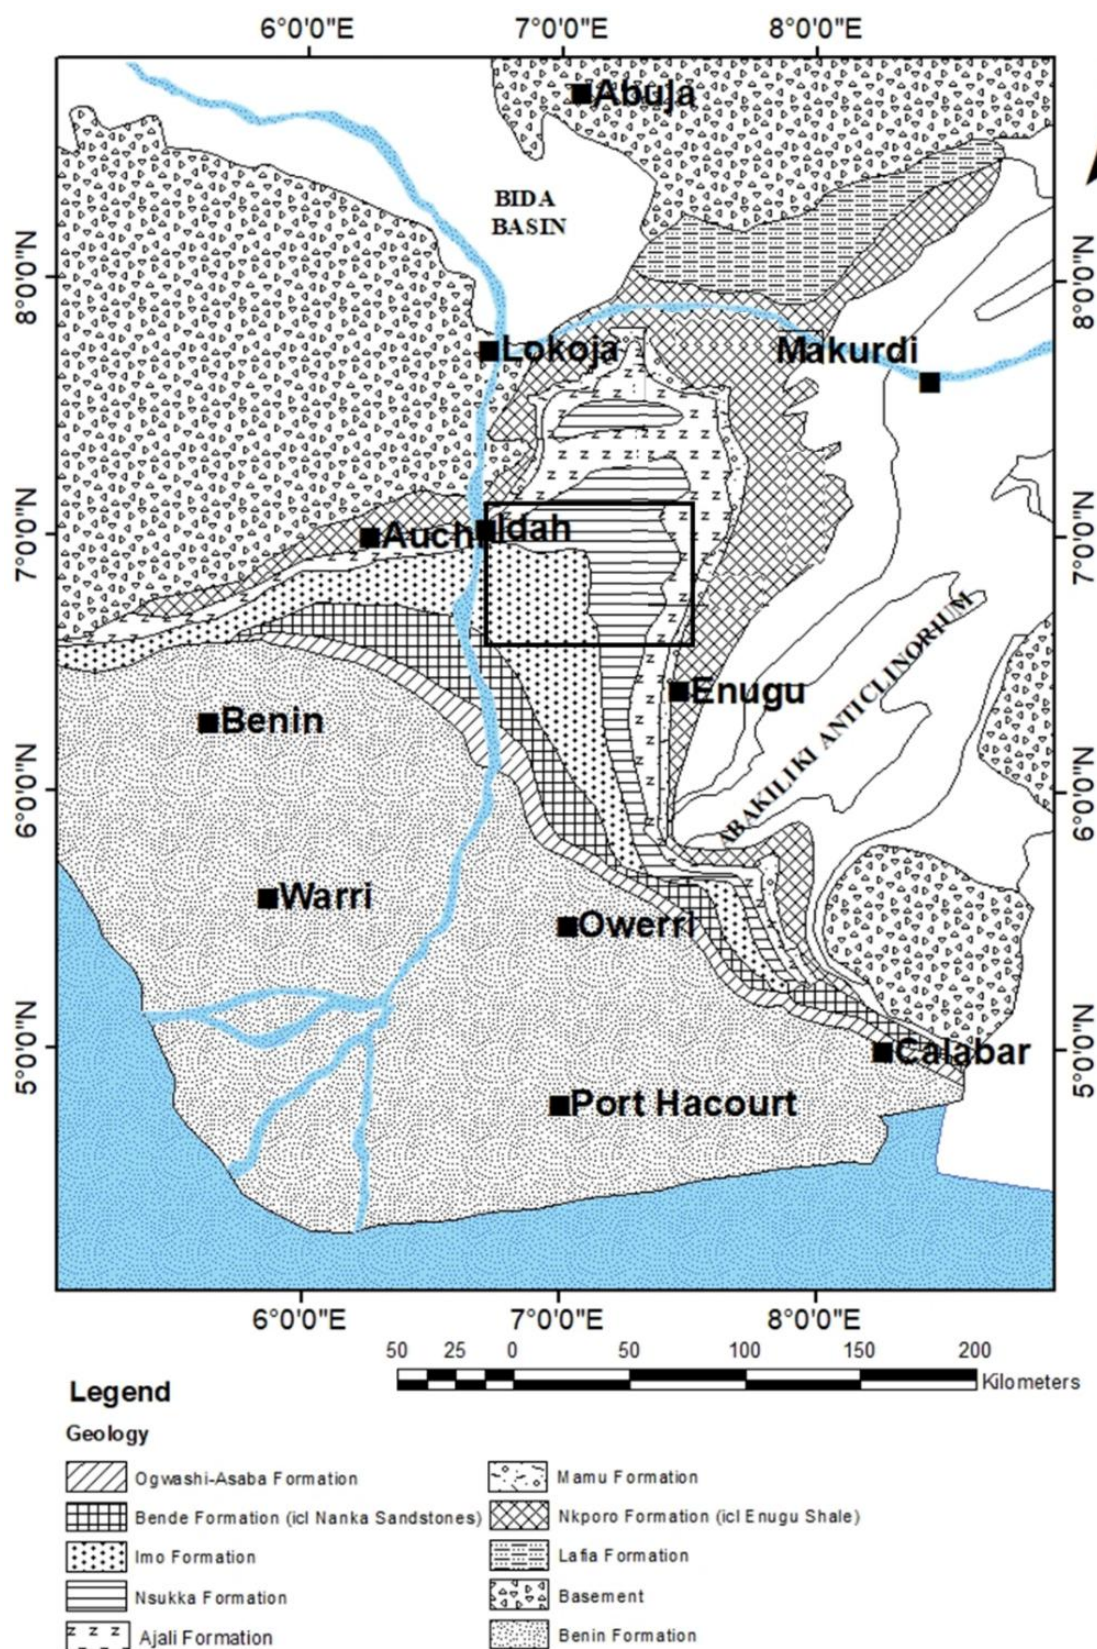 6°0'0"E 7°0'0"E 8°0'0"E
Abuja
BIDA
BASIN
8°0'0"N 8°0'0"N
Lokoja Makurdi
7°0'0"N 7°0'0"N
Auchi Idah
Enugu
Benin
ABAKILIKI ANTICLINORIUM
6°0'0"N 6°0'0"N
Warri
Owerri
5°0'0"N 5°0'0"N
Calabar
Port Hacourt
6°0'0"E 7°0'0"E 8°0'0"E
50 25 0 50 100 150 200
Kilometers
Legend
Geology
Ogwashi-Asaba Formation
Bende Formation (icl Nanka Sandstones)
Imo Formation
Nsukka Formation
Z Z Z Ajali Formation
Mamu Formation
Nkporo Formation (icl Enugu Shale)
Lafia Formation
Basement
Benin Formation